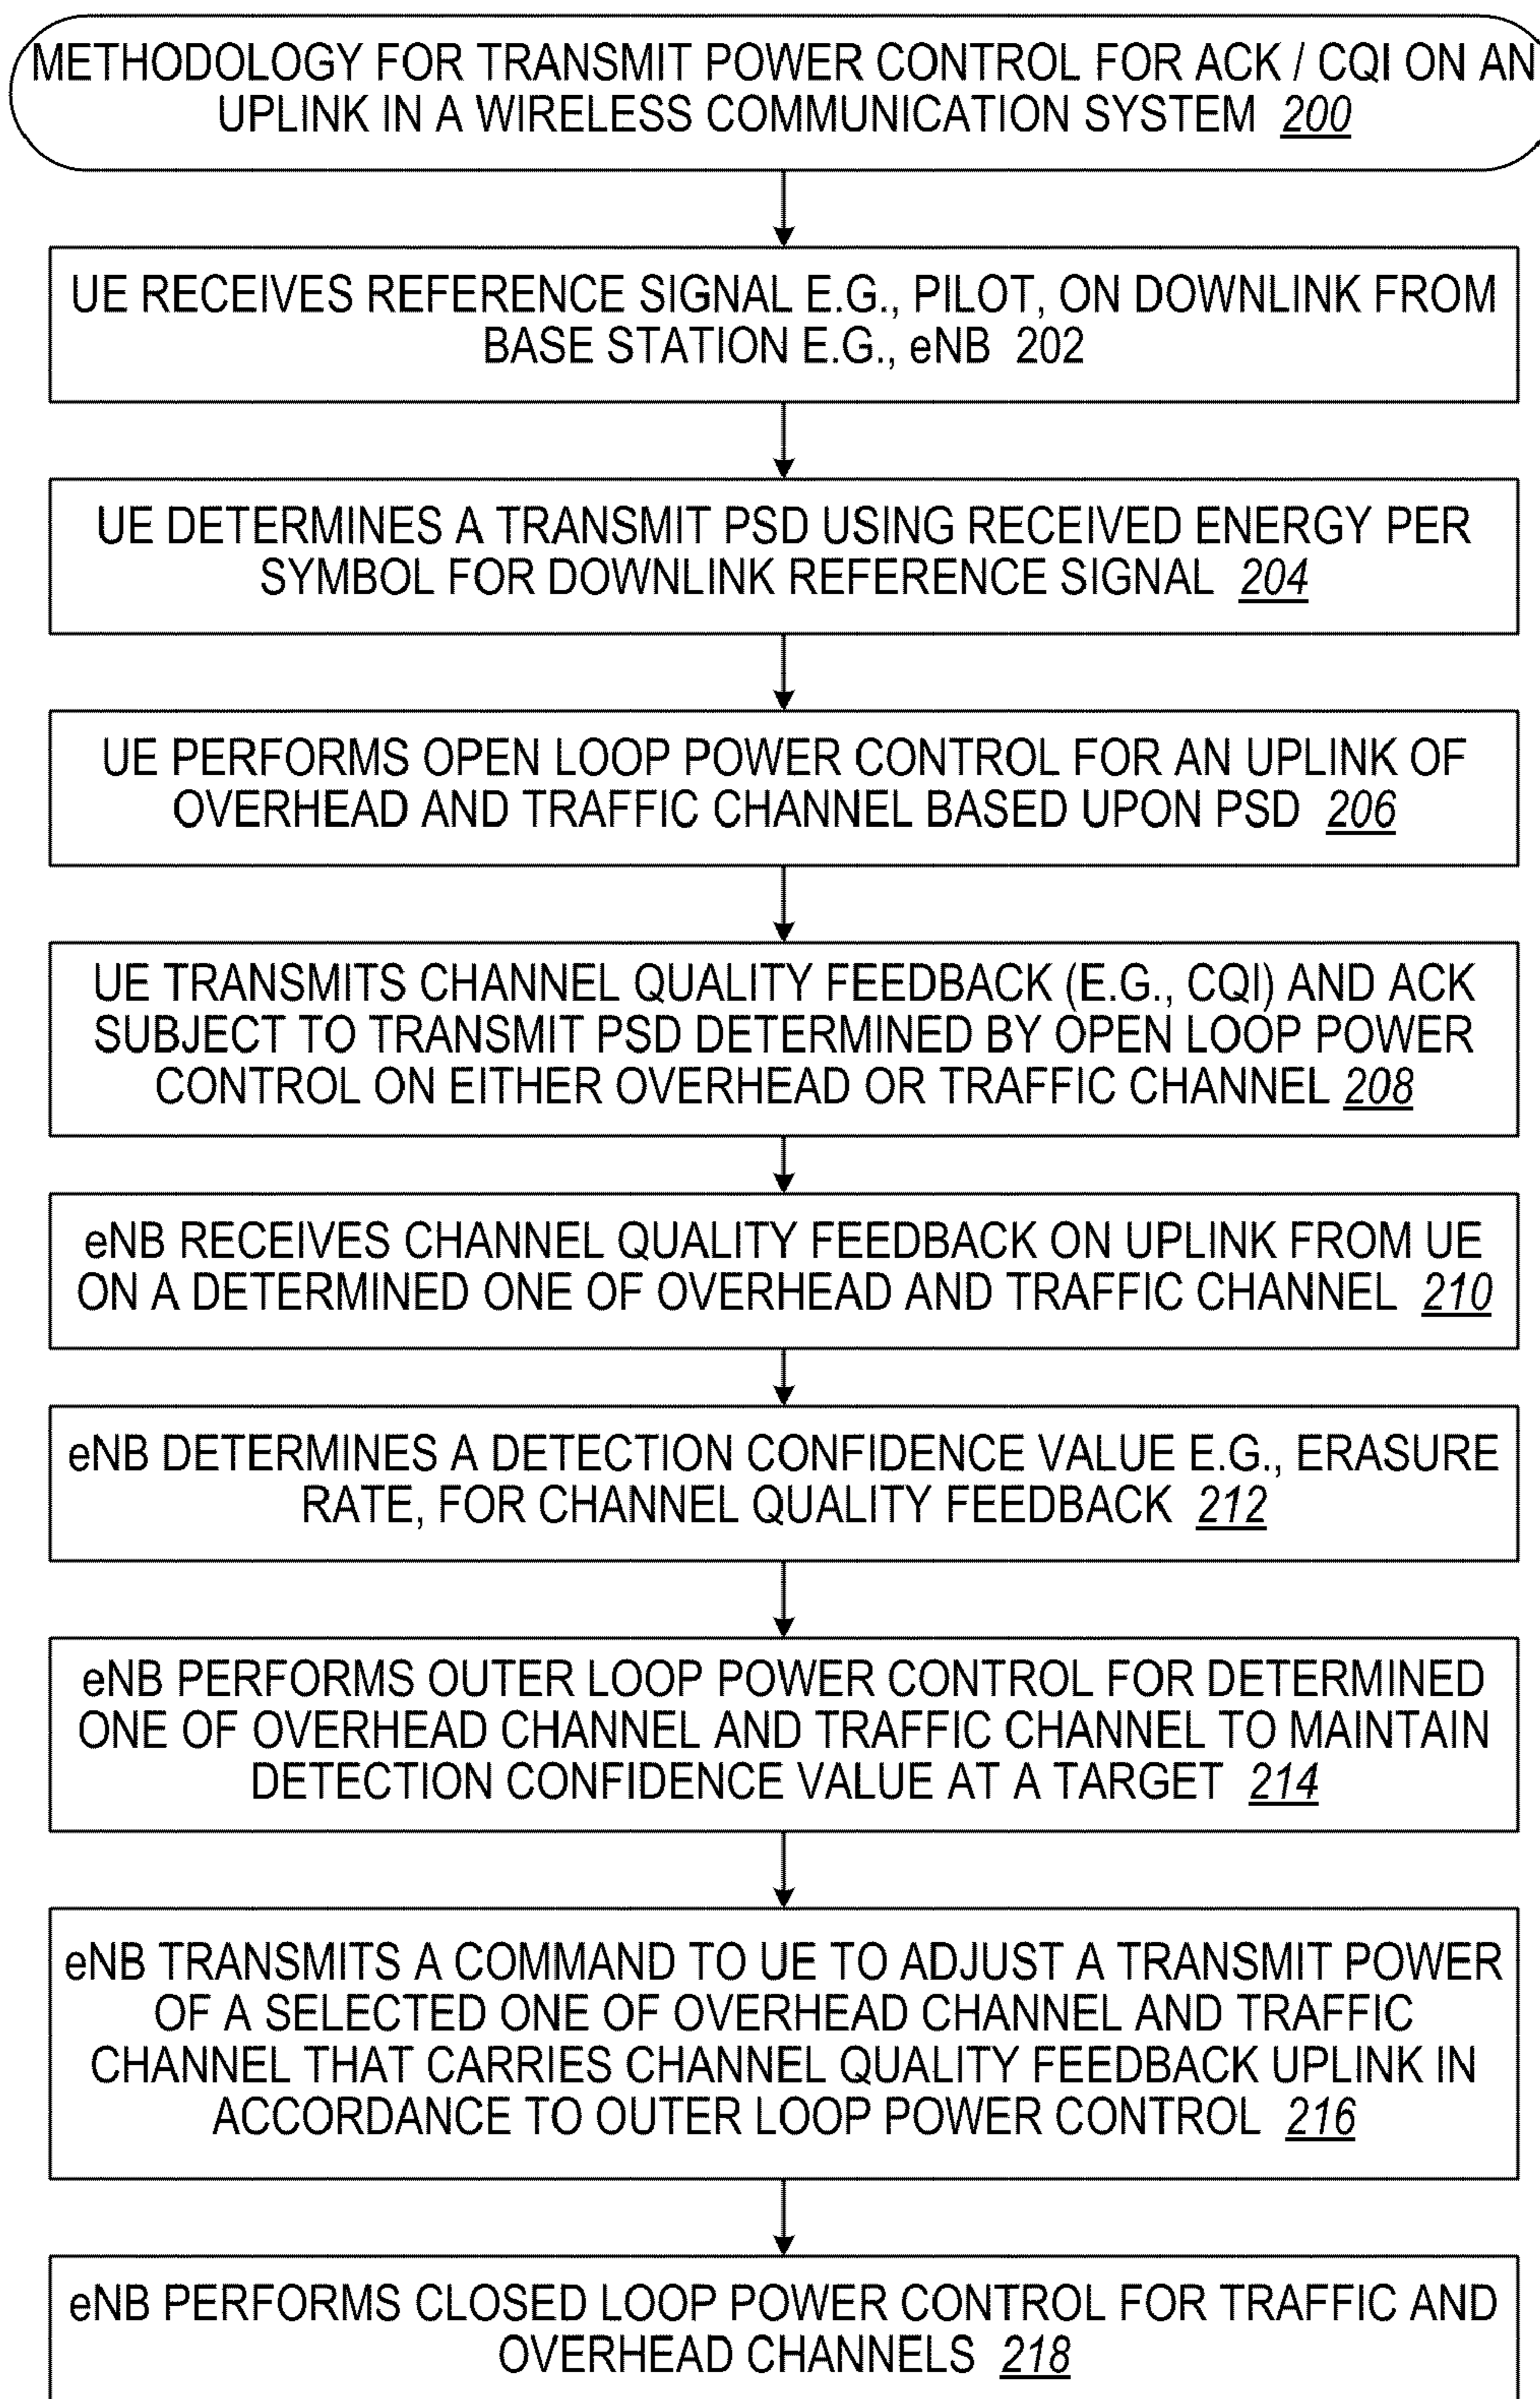 METHODOLOGY FOR TRANSMIT POWER CONTROL FOR ACK / CQI ON AN
UPLINK IN A WIRELESS COMMUNICATION SYSTEM 200
UE RECEIVES REFERENCE SIGNAL E.G., PILOT, ON DOWNLINK FROM
BASE STATION E.G., eNB 202
UE DETERMINES A TRANSMIT PSD USING RECEIVED ENERGY PER
SYMBOL FOR DOWNLINK REFERENCE SIGNAL 204
UE PERFORMS OPEN LOOP POWER CONTROL FOR AN UPLINK OF
OVERHEAD AND TRAFFIC CHANNEL BASED UPON PSD 206
UE TRANSMITS CHANNEL QUALITY FEEDBACK (E.G., CQI) AND ACK
SUBJECT TO TRANSMIT PSD DETERMINED BY OPEN LOOP POWER
CONTROL ON EITHER OVERHEAD OR TRAFFIC CHANNEL 208
eNB RECEIVES CHANNEL QUALITY FEEDBACK ON UPLINK FROM UE
ON A DETERMINED ONE OF OVERHEAD AND TRAFFIC CHANNEL 210
eNB DETERMINES A DETECTION CONFIDENCE VALUE E.G., ERASURE
RATE, FOR CHANNEL QUALITY FEEDBACK 212
eNB PERFORMS OUTER LOOP POWER CONTROL FOR DETERMINED
ONE OF OVERHEAD CHANNEL AND TRAFFIC CHANNEL TO MAINTAIN
DETECTION CONFIDENCE VALUE AT A TARGET 214
eNB TRANSMITS A COMMAND TO UE TO ADJUST A TRANSMIT POWER
OF A SELECTED ONE OF OVERHEAD CHANNEL AND TRAFFIC
CHANNEL THAT CARRIES CHANNEL QUALITY FEEDBACK UPLINK IN
ACCORDANCE TO OUTER LOOP POWER CONTROL 216
eNB PERFORMS CLOSED LOOP POWER CONTROL FOR TRAFFIC AND
OVERHEAD CHANNELS 218